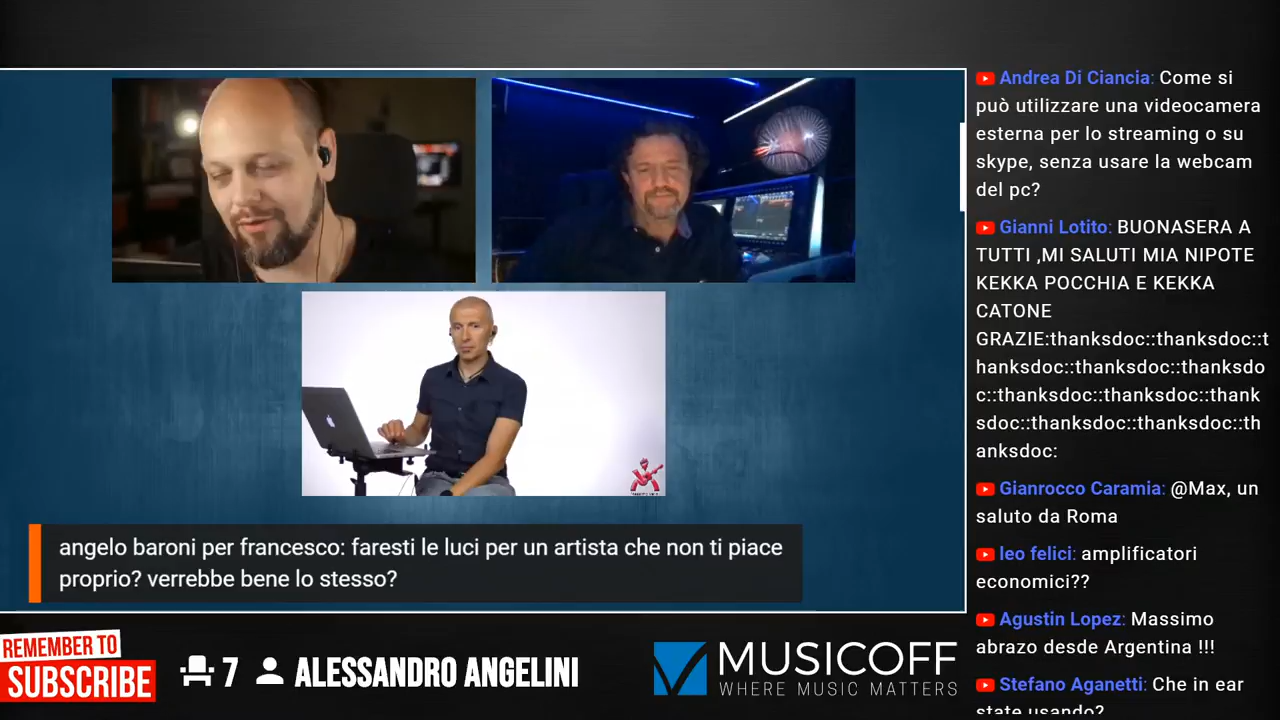 Andrea Di Ciancia: Come si
può utilizzare una videocamera
esterna per lo streaming o su
skype, senza usare la webcam
del pc?
Gianni Lotito: BUONASERA A
TUTTI ,MI SALUTI MIA NIPOTE
KEKKA POCCHIA E KEKKA
CATONE
GRAZIE:thanksdoc::thanksdoc::t
hanksdoc::thanksdoc::thanksdo
c::thanksdoc::thanksdoc::thank
sdoc::thanksdoc::thanksdoc::th
anksdoc:
Gianrocco Caramia: @Max, un
saluto da Roma
leo felici: amplificatori
economici??
Agustin Lopez: Massimo
abrazo desde Argentina !!!
Stefano Aganetti: Che in ear
state usando?
angelo baroni per francesco: faresti le luci per un artista che non ti piace
proprio? verrebbe bene lo stesso?
REMEMBER TO
SUBSCRIBE
7
ALESSANDRO ANGELINI
MUSICOFF
WHERE MUSIC MATTERS